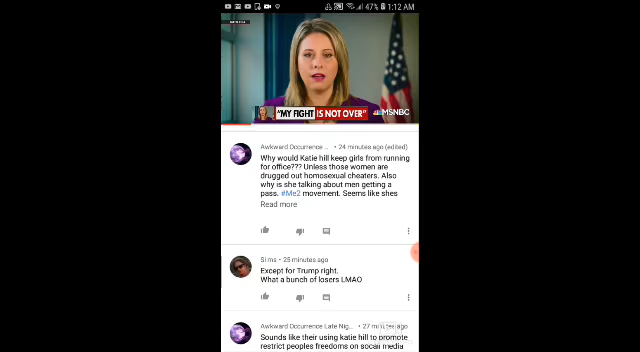 47% 1:12 AM
"MY FIGHT IS NOT OVER" MSNBC
Awkward Occurrence ... • 24 minutes ago (edited)
Why would Katie hill keep girls from running
for office??? Unless those women are
drugged out homosexual cheaters. Also
why is she talking about men getting a
pass. #Me2 movement. Seems like shes
Read more
Si ms • 25 minutes ago
Except for Trump right.
What a bunch of losers LMAO
Awkward Occurrence Late Nig... • 27 minutes ago
Sounds like their using katie hill to promote
restrict peoples freedoms on socail media